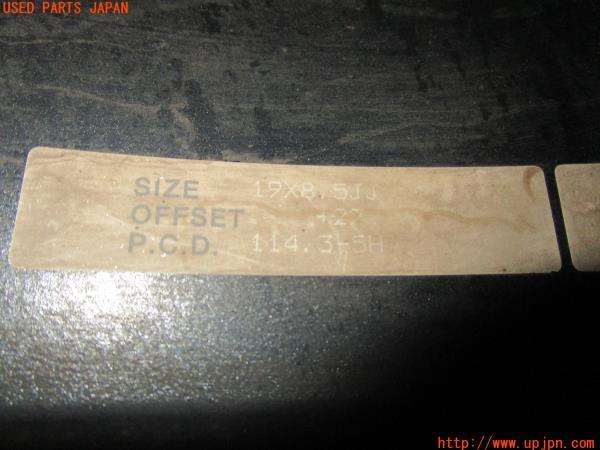 USED PARTS JAPAN
SIZE 19X8.5JJ
OFFSET +22
P.C.D. 114.3-5H
http://www.upjpn.com